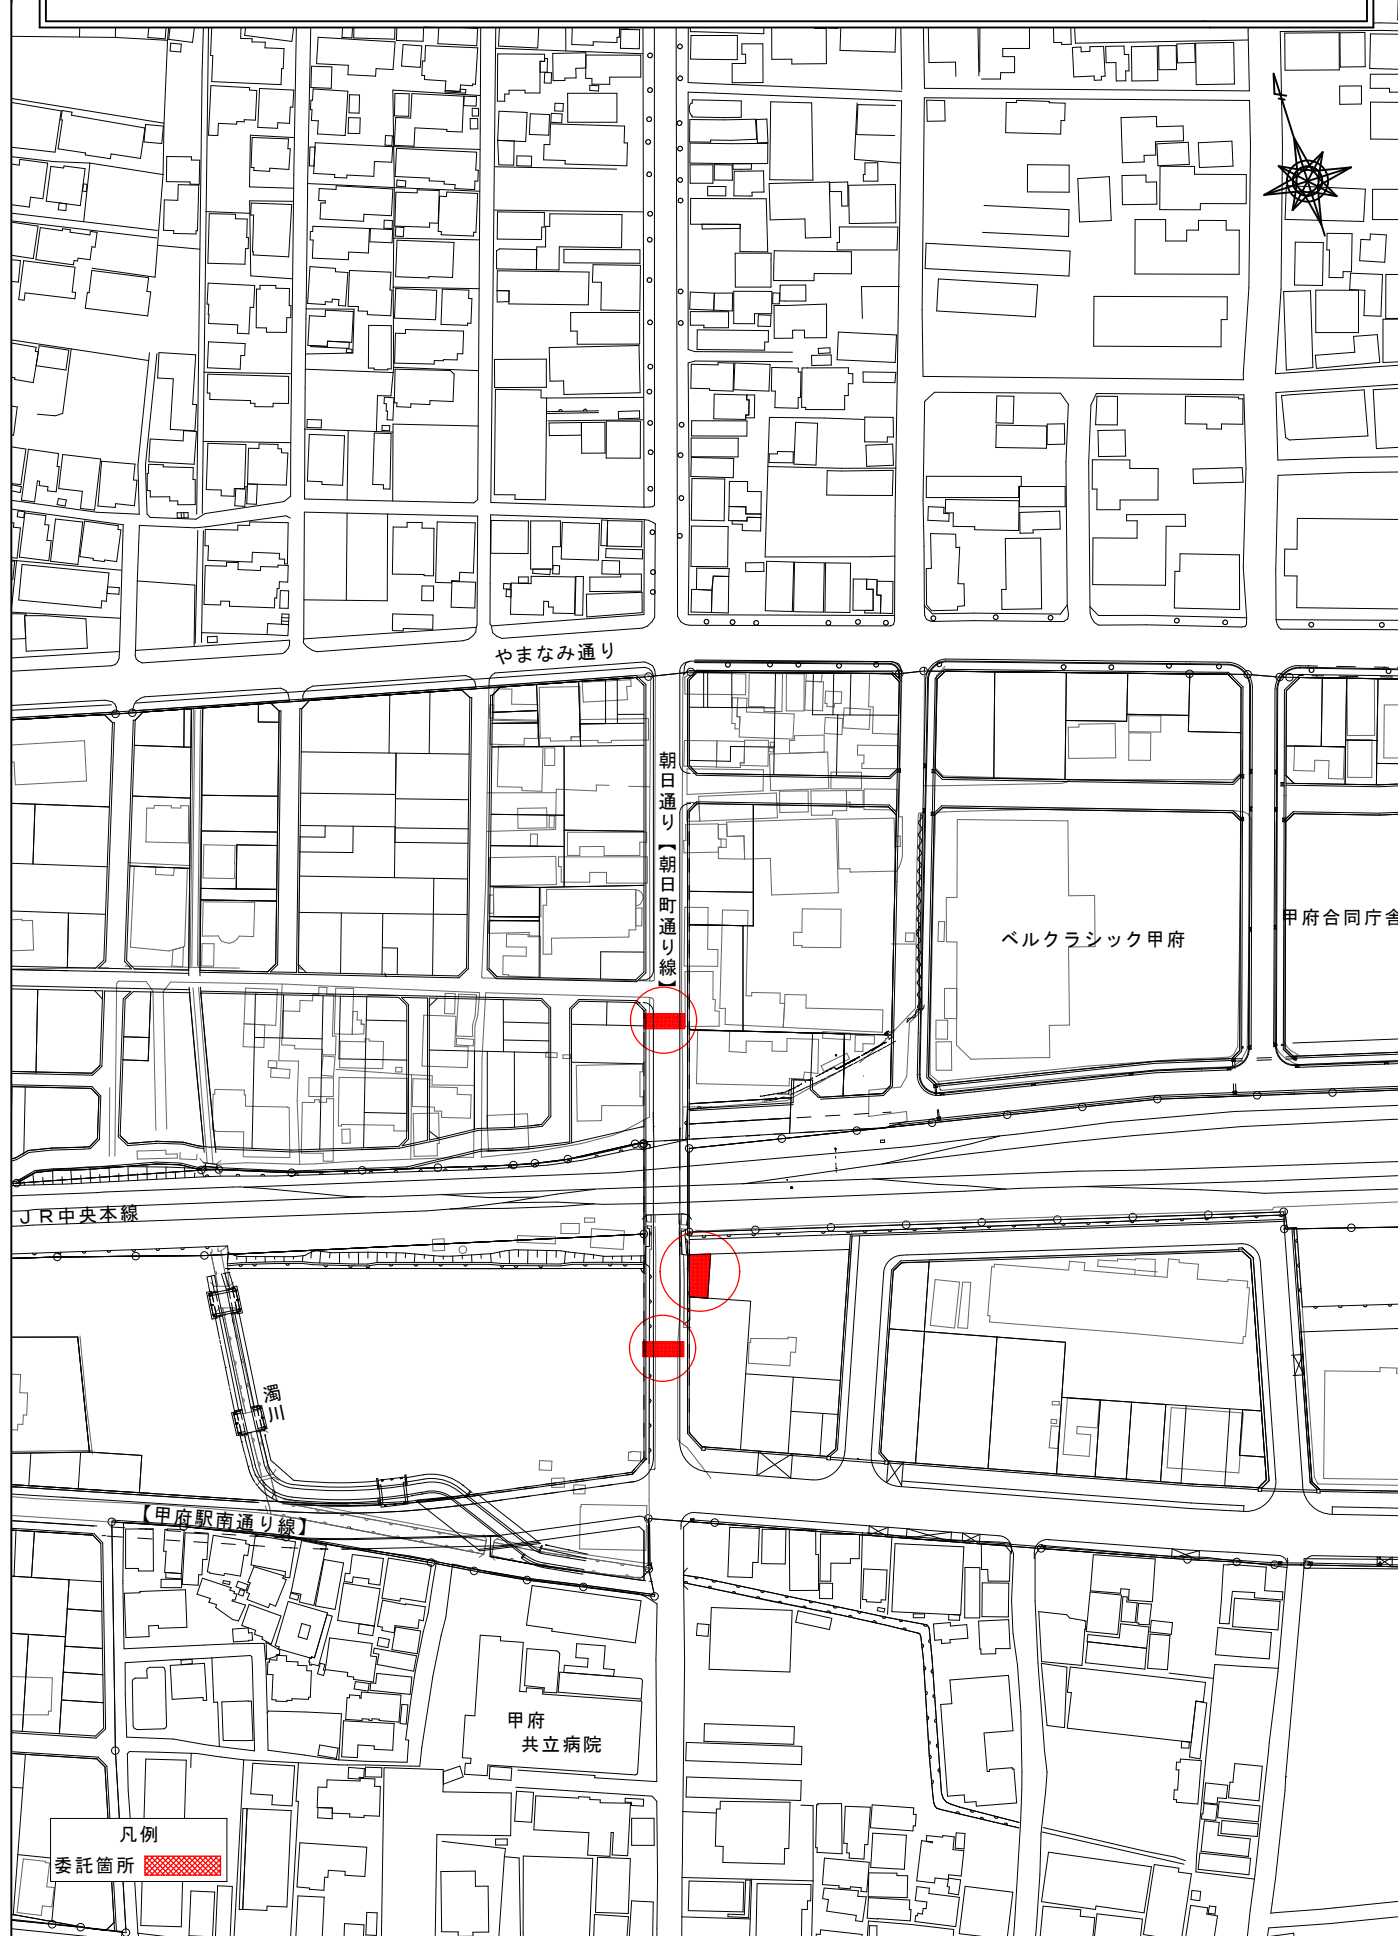 やまなみ通り
朝日通り【朝日町通り線】
ベルクラシック甲府
甲府合同庁舎
ＪＲ中央本線
濁川
【甲府駅南通り線】
甲府
共立病院
凡例
委託箇所